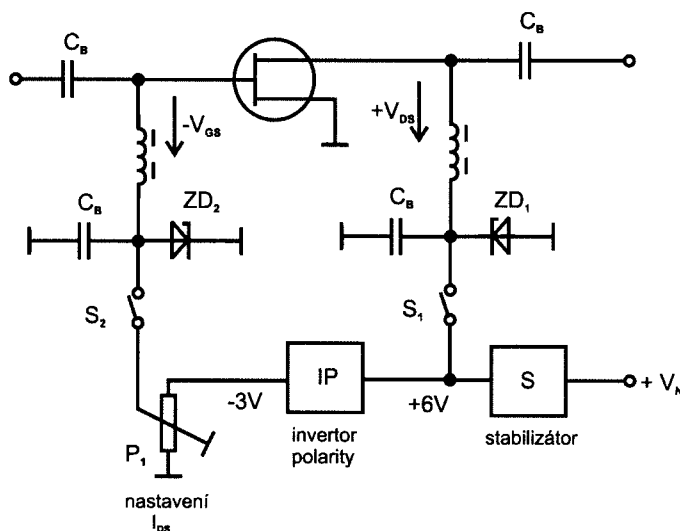 C_B
C_B
-V_GS
+V_DS
C_B
ZD_2
C_B
ZD_1
S_2
S_1
IP
S
-3V
+6V
+ V_N
P_1
invertor
polarity
stabilizátor
nastavení
I_DS